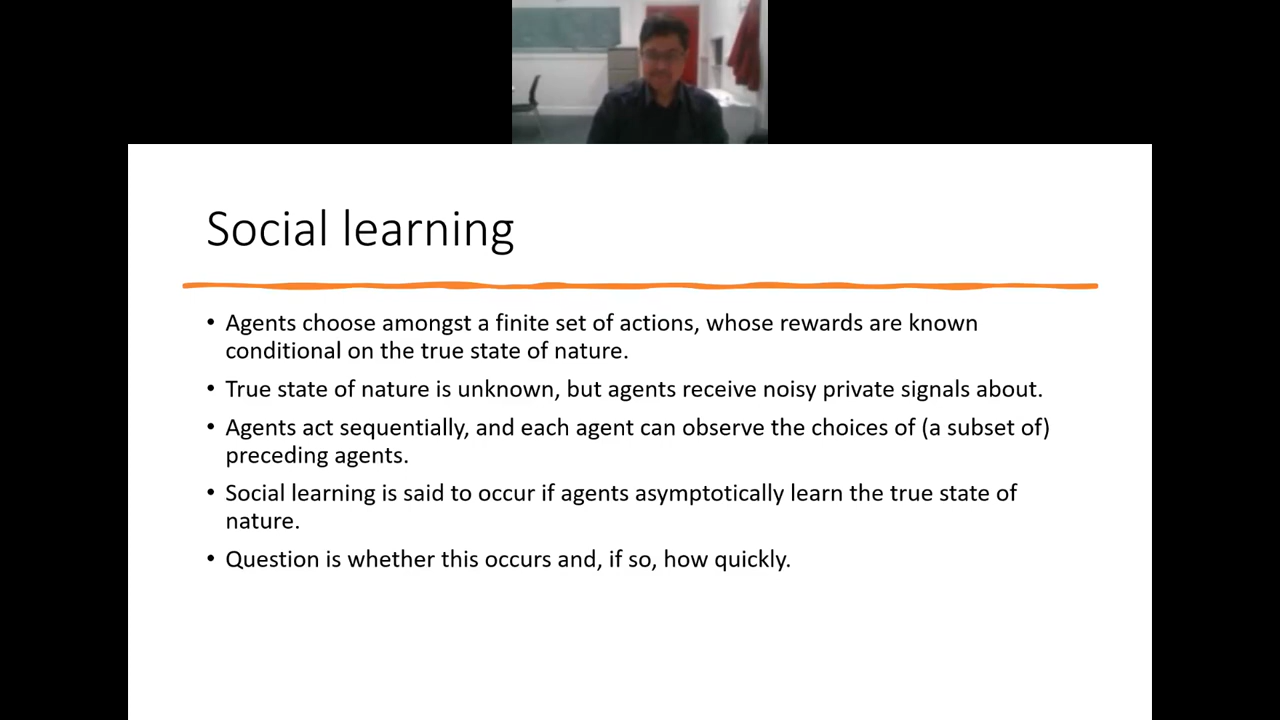 Social learning
• Agents choose amongst a finite set of actions, whose rewards are known
conditional on the true state of nature.
• True state of nature is unknown, but agents receive noisy private signals about.
• Agents act sequentially, and each agent can observe the choices of (a subset of)
preceding agents.
• Social learning is said to occur if agents asymptotically learn the true state of
nature.
• Question is whether this occurs and, if so, how quickly.